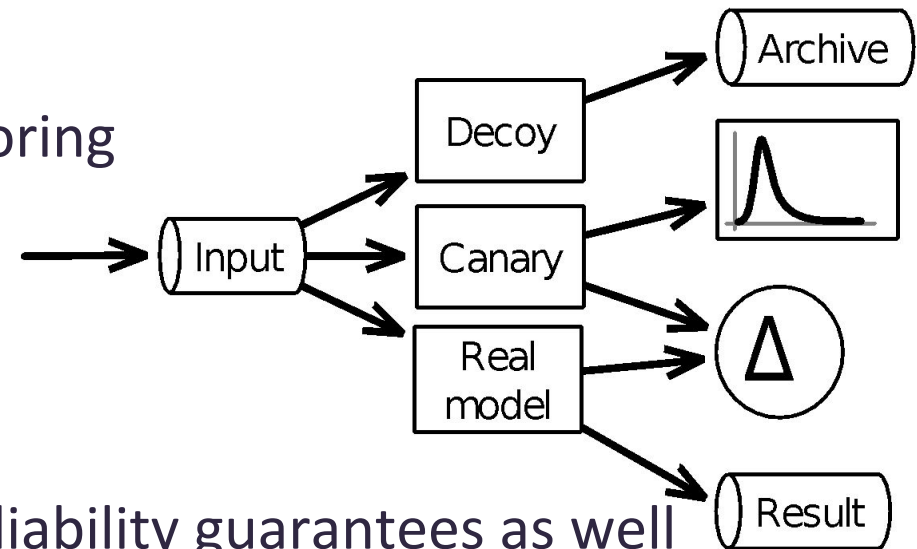 Archive
Decoy
oring
Input
Canary
Δ
Real
model
Result
liability guarantees as well